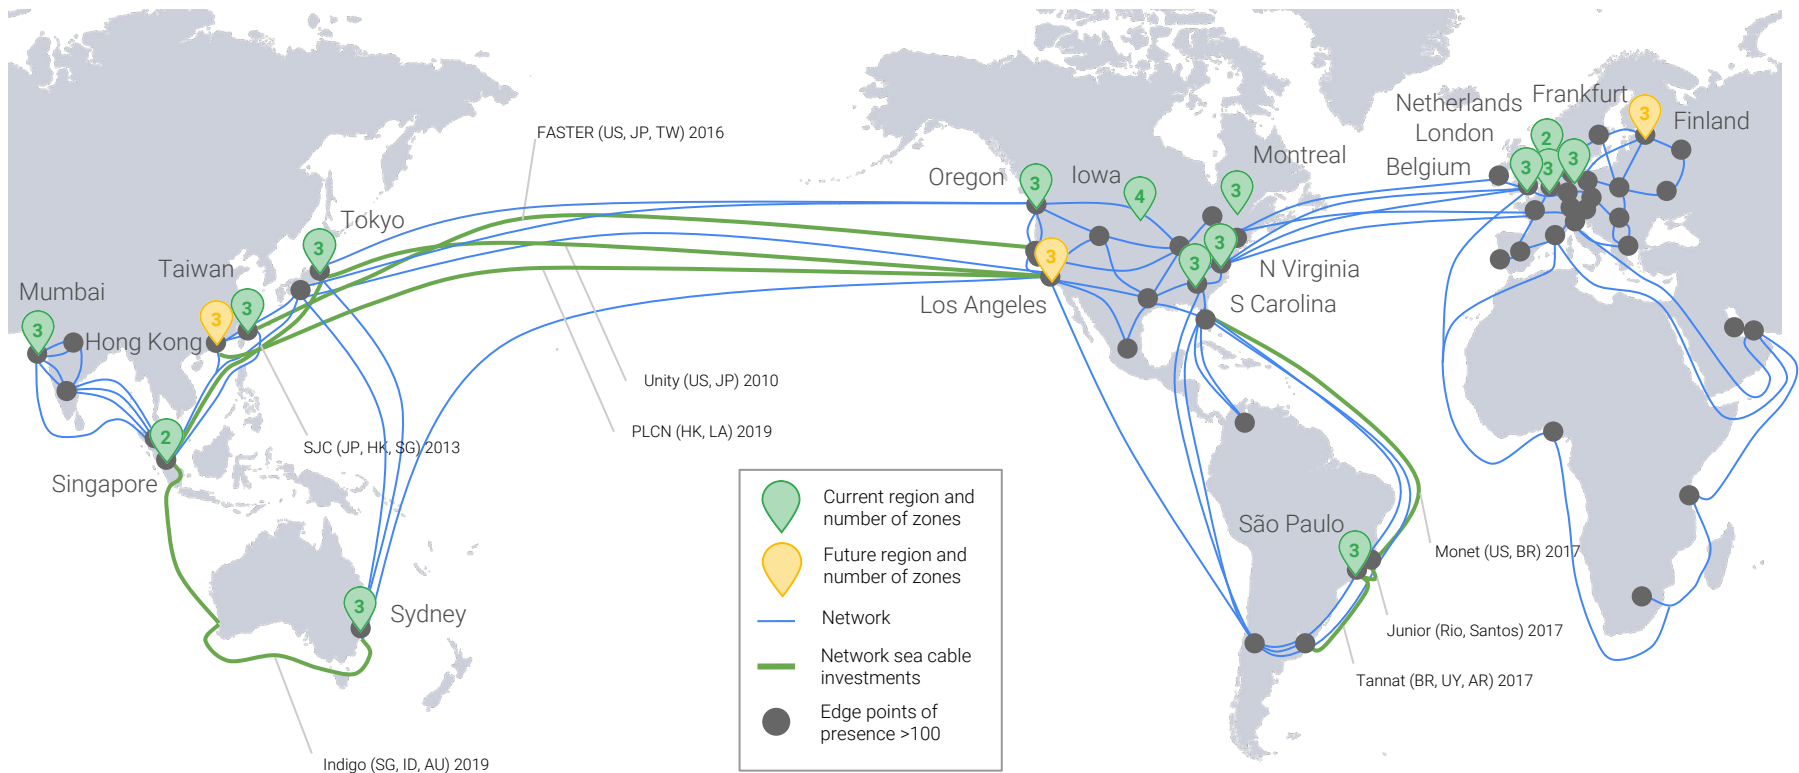 Netherlands
Frankfurt
3
Finland
London
2
FASTER (US, JP, TW) 2016
Montreal
Belgium
3
3
3
Oregon
3
Iowa
4
3
Tokyo
3
3
N Virginia
Taiwan
3
3
S Carolina
Los Angeles
Mumbai
3
3
3
Hong Kong
Unity (US, JP) 2010
PLCN (HK, LA) 2019
SJC (JP, HK, SG) 2013
2
Singapore
Current region and
number of zones
Future region and
number of zones
Network
Network sea cable
investments
Edge points of
presence >100
São Paulo
3
Monet (US, BR) 2017
3
Sydney
Junior (Rio, Santos) 2017
Tannat (BR, UY, AR) 2017
Indigo (SG, ID, AU) 2019